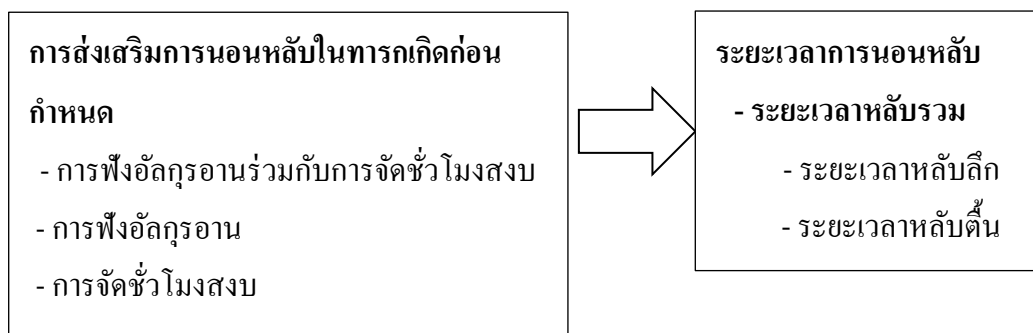 การส่งเสริมการนอนหลับในทารกเกิดก่อน
กำหนด
- การฟังอัลกุรอานร่วมกับการจัดชั่วโมงสงบ
- การฟังอัลกุรอาน
- การจัดชั่วโมงสงบ
ระยะเวลาการนอนหลับ
- ระยะเวลาหลับรวม
- ระยะเวลาหลับลึก
- ระยะเวลาหลับตื้น